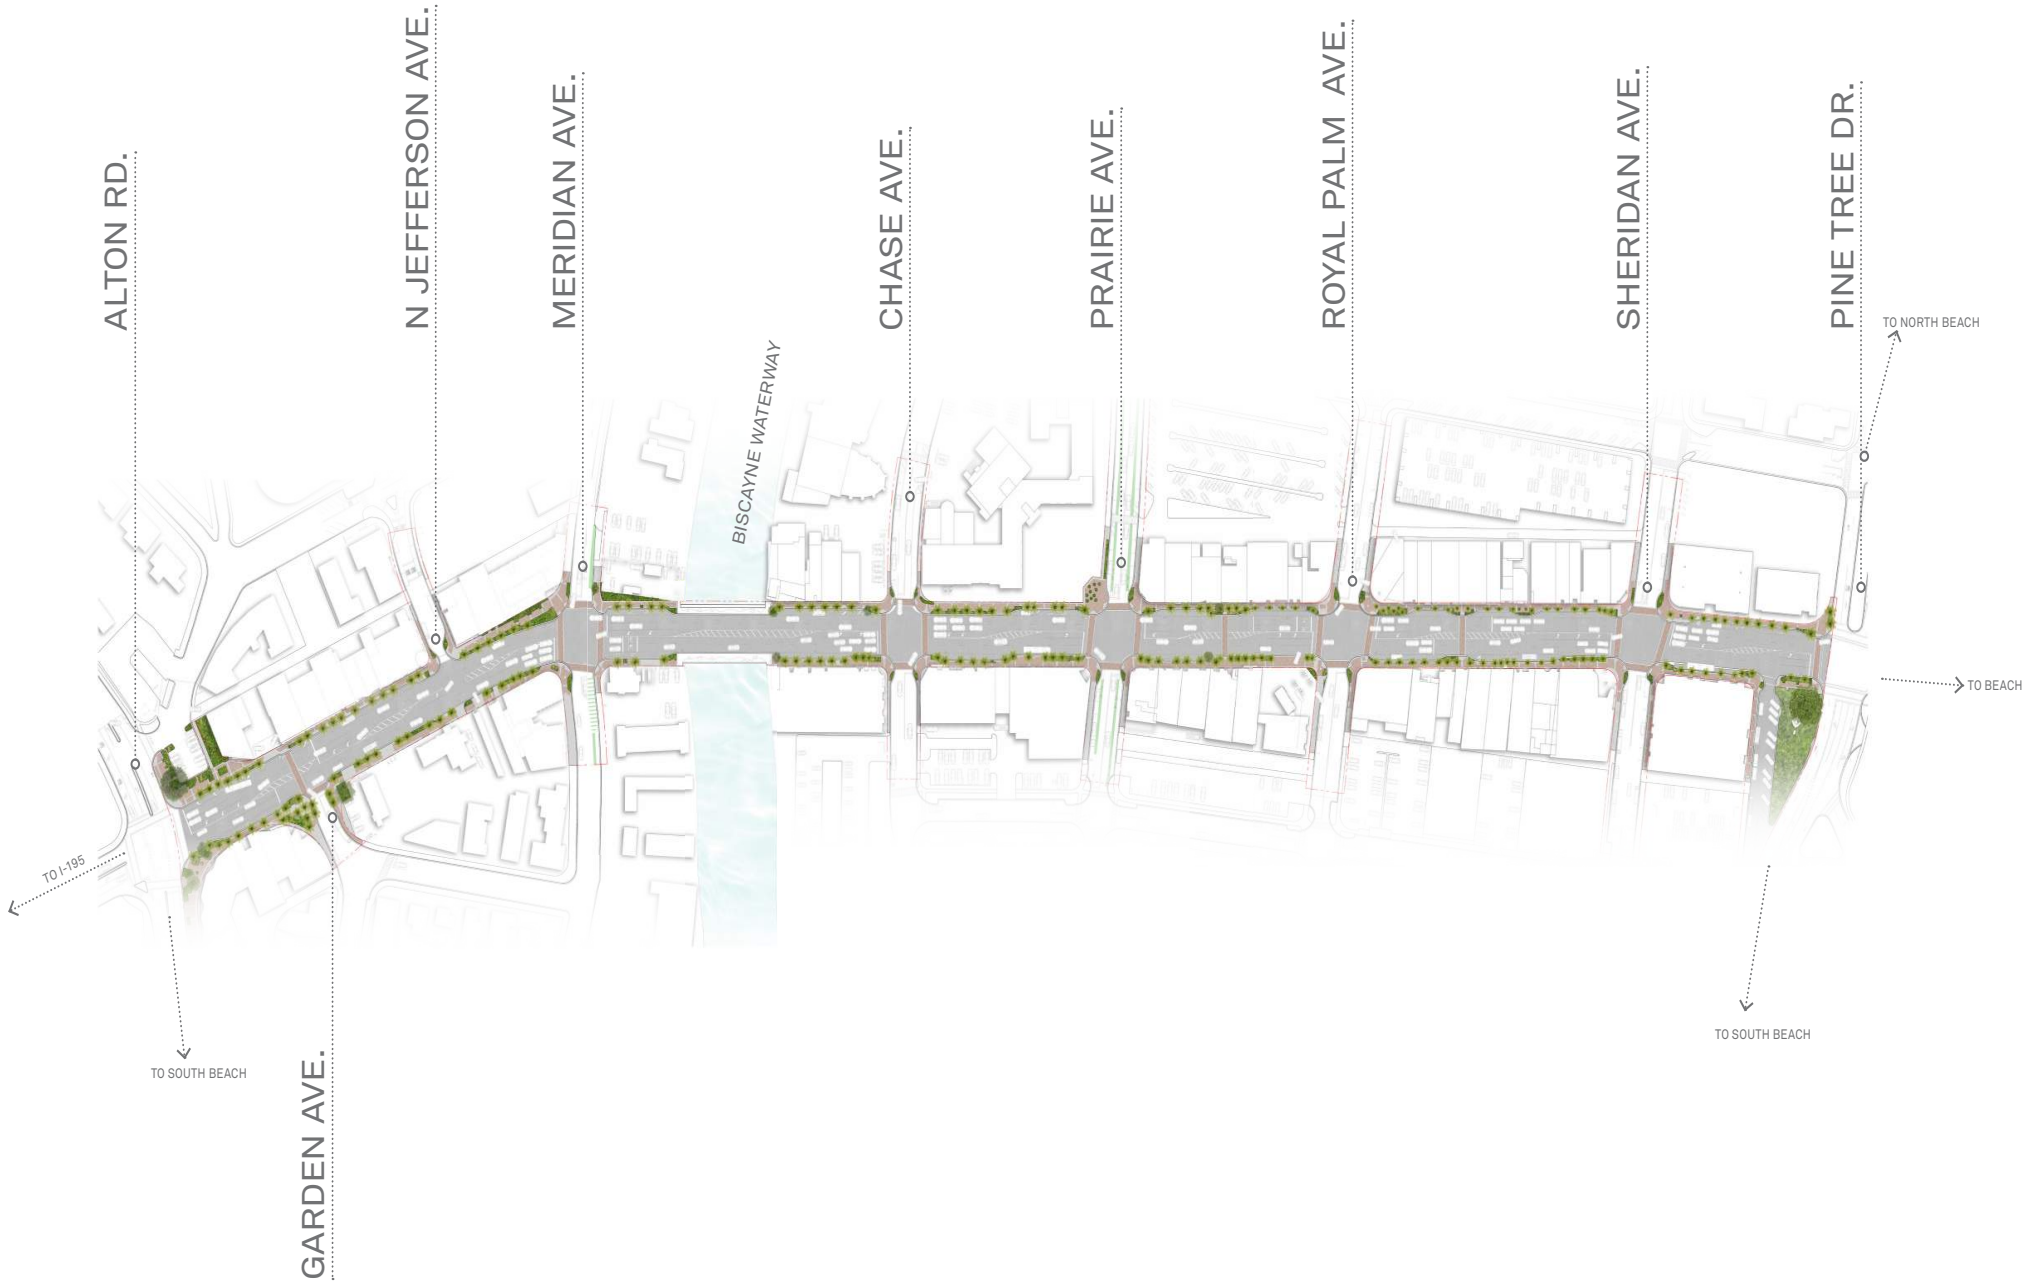 ALTON RD.
N JEFFERSON AVE.
MERIDIAN AVE.
CHASE AVE.
PRAIRIE AVE.
ROYAL PALM AVE.
SHERIDAN AVE.
PINE TREE DR.
TO NORTH BEACH
BISCAYNE WATERWAY
TO BEACH
TO I-195
TO SOUTH BEACH
TO SOUTH BEACH
GARDEN AVE.